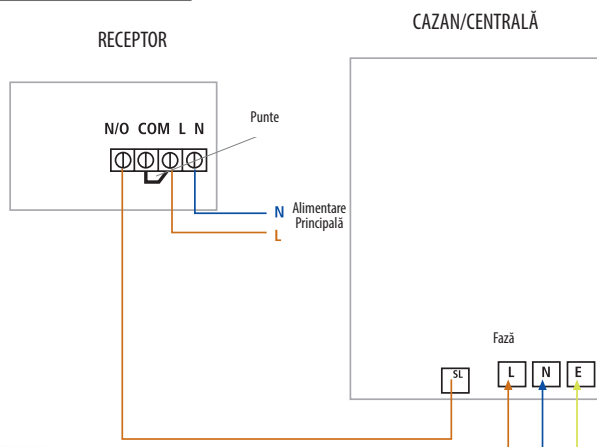 CAZAN/CENTRALĂ
RECEPTOR
Punte
N/O COM L N
N Alimentare
Principală
L
Fază
SL
L N E